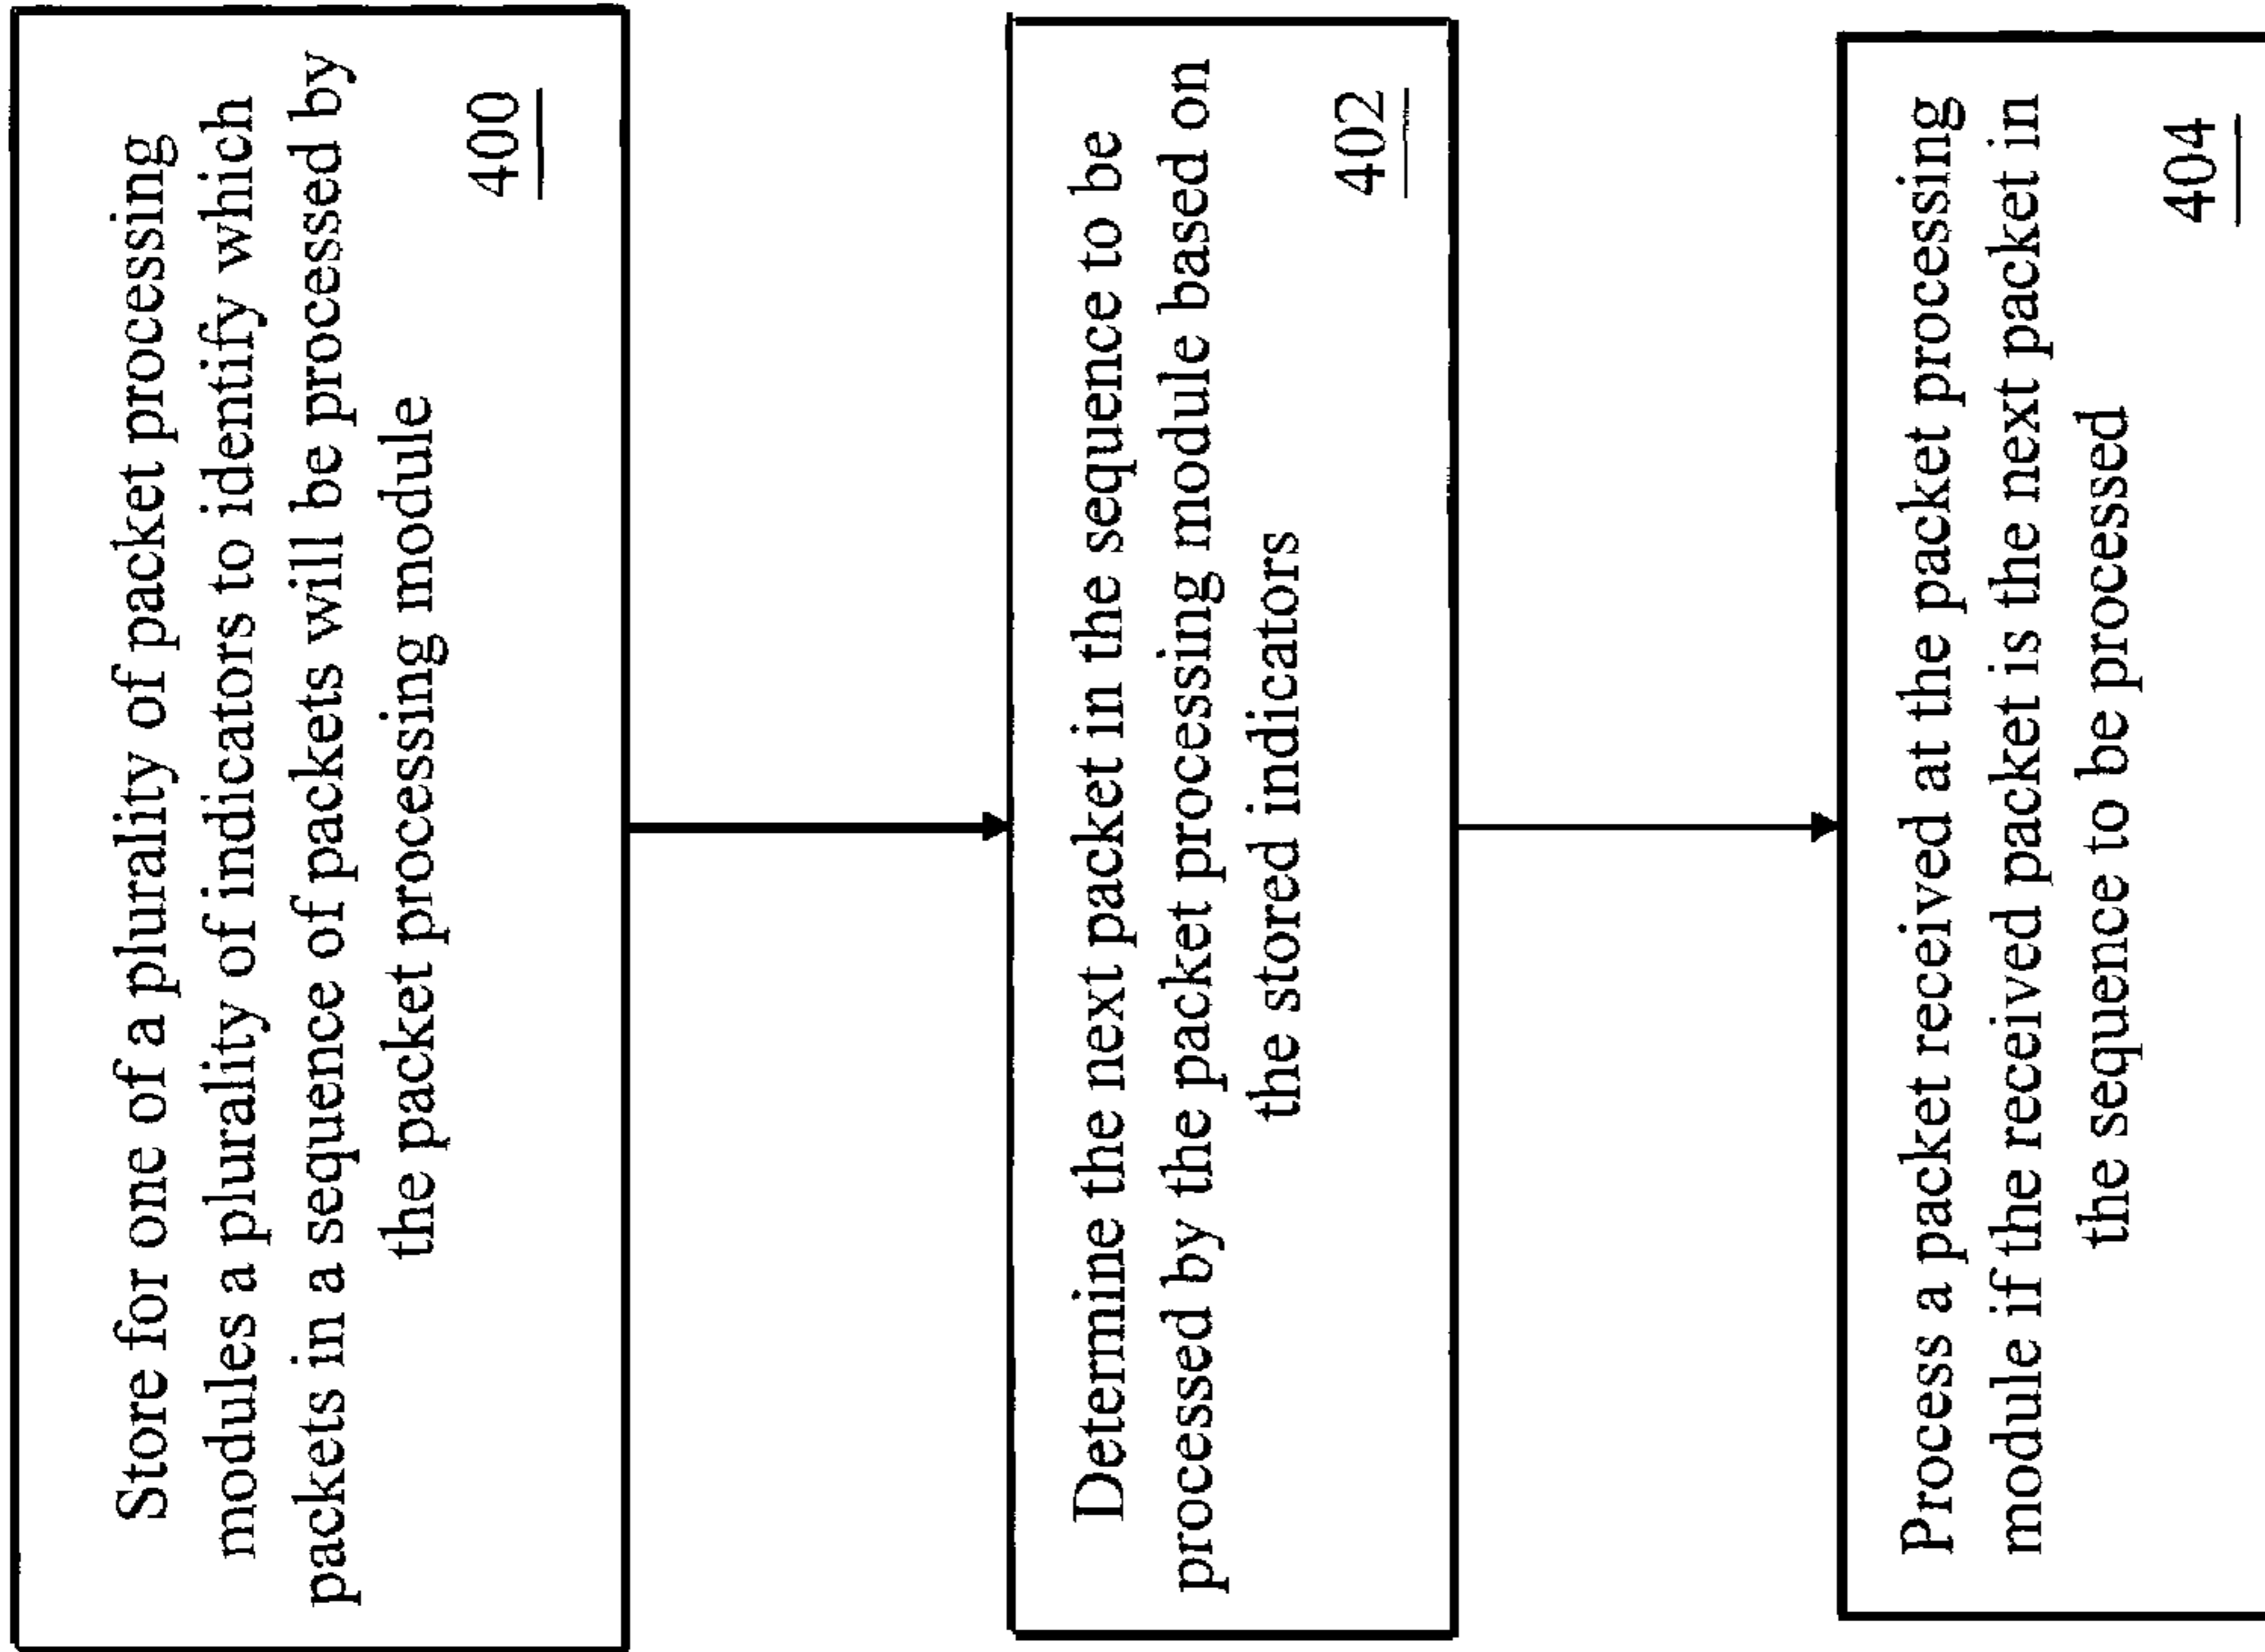 Store for one of a plurality of packet processing
modules a plurality of indicators to identify which
packets in a sequence of packets will be processed by
the packet processing module
400
Determine the next packet in the sequence to be
processed by the packet processing module based on
the stored indicators
402
Process a packet received at the packet processing
module if the received packet is the next packet in
the sequence to be processed
404